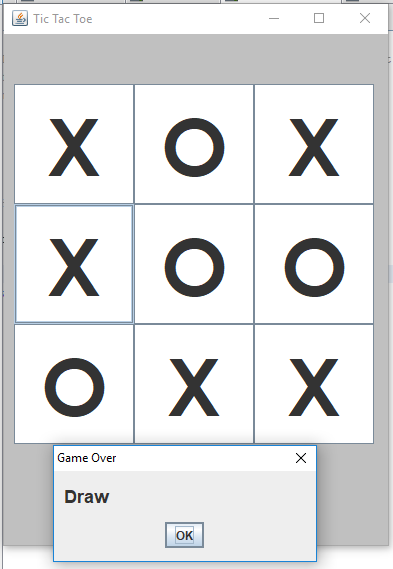 Tic Tac Toe
X O X
X O O
O X X
Game Over
Draw
OK